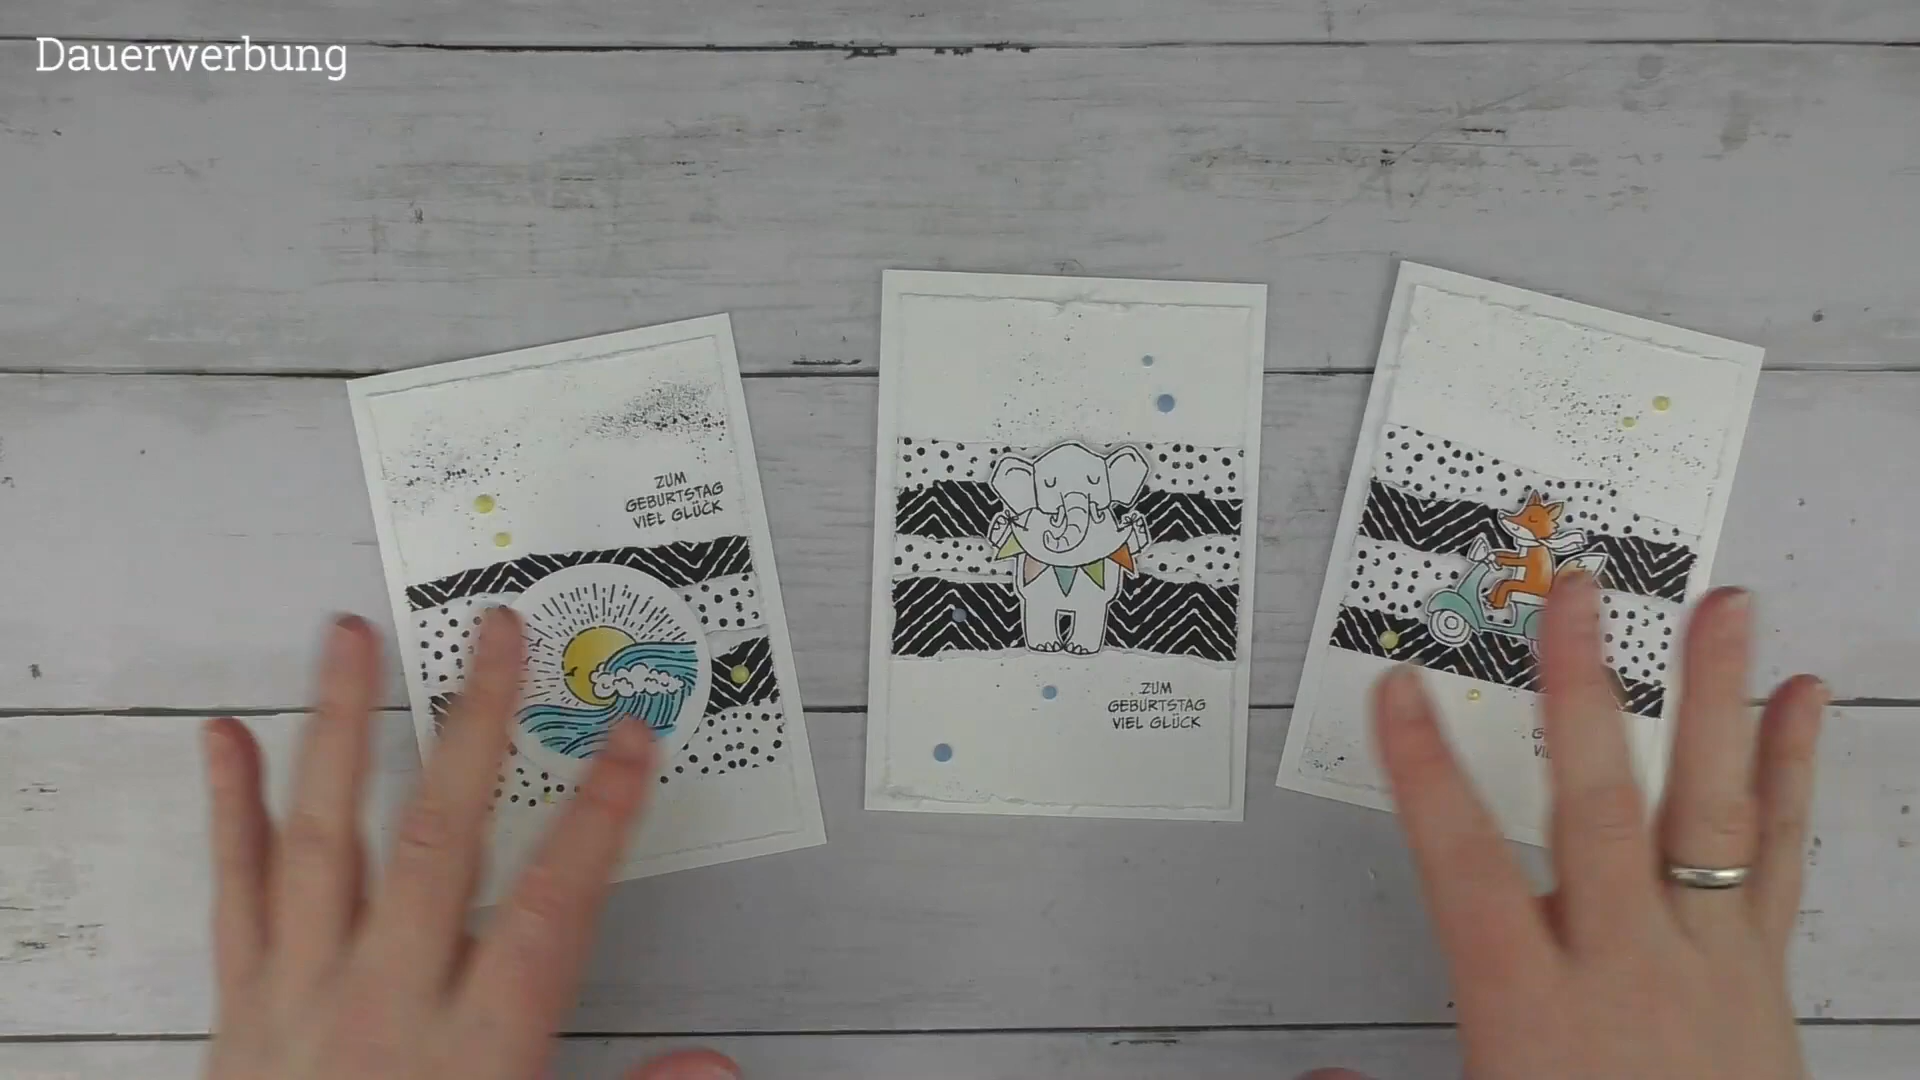 Dauerwerbung
ZUM
GEBURTSTAG
VIEL GLÜCK
ZUM
GEBURTSTAG
VIEL GLÜCK